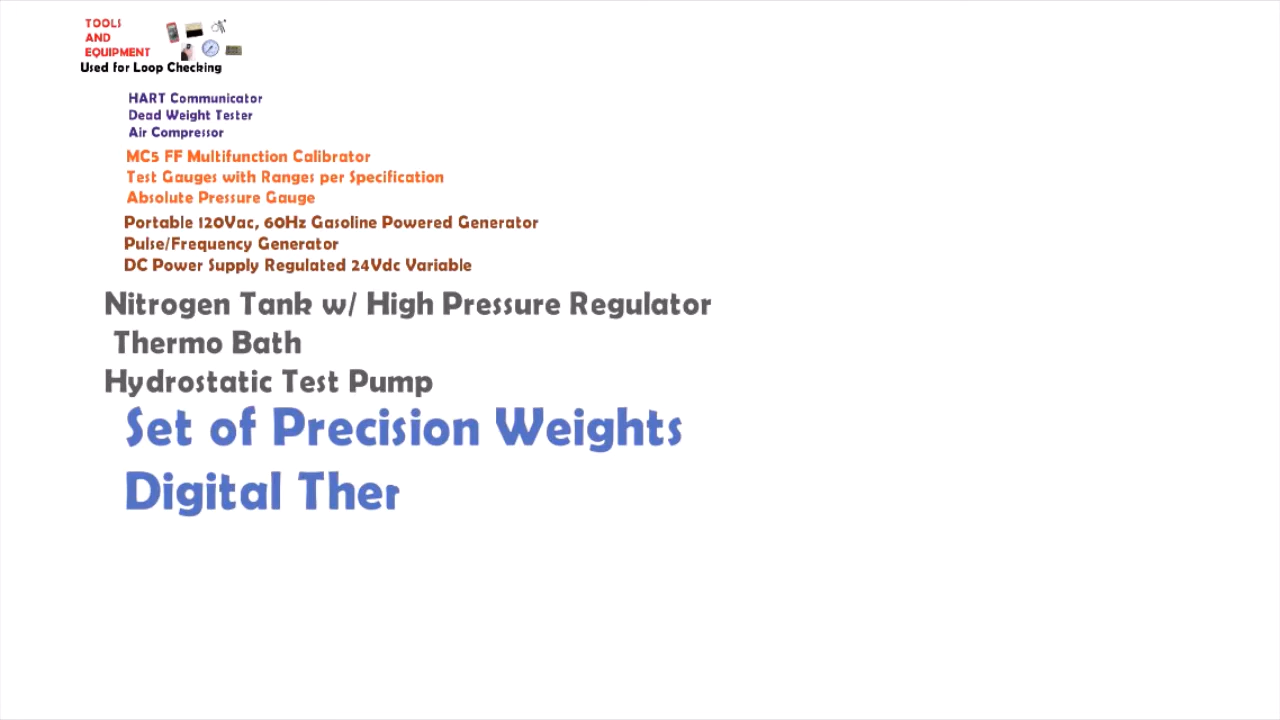 TOOLS
AND
EQUIPMENT
Used for Loop Checking
HART Communicator
Dead Weight Tester
Air Compressor
MC5 FF Multifunction Calibrator
Test Gauges with Ranges per Specification
Absolute Pressure Gauge
Portable 120Vac, 60Hz Gasoline Powered Generator
Pulse/Frequency Generator
DC Power Supply Regulated 24Vdc Variable
Nitrogen Tank w/ High Pressure Regulator
Thermo Bath
Hydrostatic Test Pump
Set of Precision Weights
Digital Ther